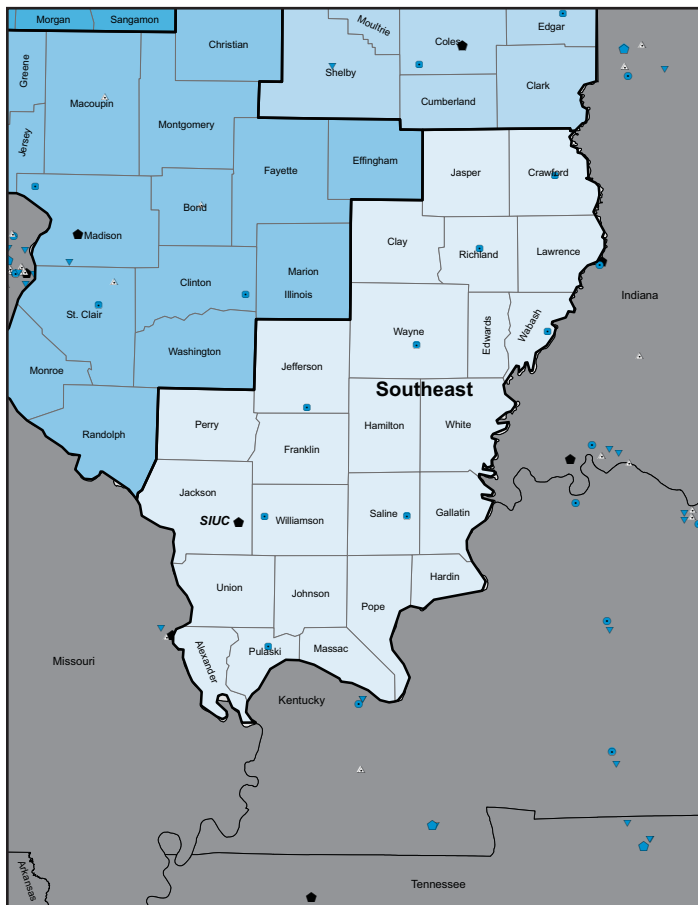 Morgan
Sangamon
Moultrie
Edgar
Greene
Christian
Coles
Shelby
Clark
Macoupin
Cumberland
Montgomery
Jersey
Effingham
Fayette
Jasper
Crawford
Bond
Madison
Clay
Richland
Lawrence
Marion
Clinton
Illinois
Indiana
St. Clair
Wayne
Edwards
Wabash
Washington
Jefferson
Monroe
Southeast
Perry
Hamilton
White
Randolph
Franklin
Jackson
SIUC
Williamson
Saline
Gallatin
Hardin
Union
Johnson
Pope
Alexander
Pulaski
Massac
Missouri
Kentucky
Arkansas
Tennessee